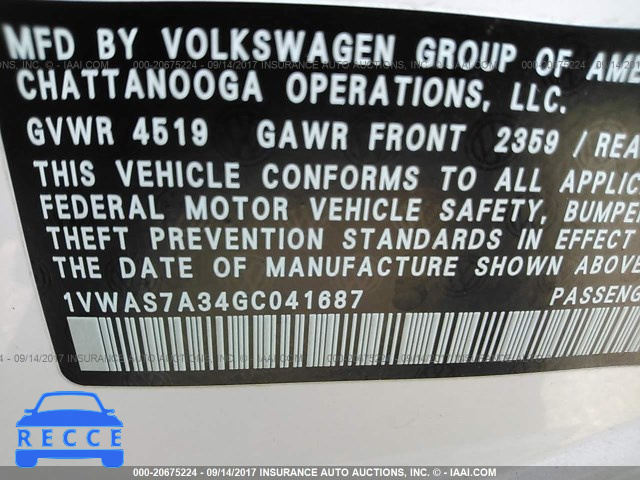 MFD BY VOLKSWAGEN GROUP OF AME
CHATTANOOGA OPERATIONS, LLC.
GVWR 4519 GAWR FRONT 2359 / REA
THIS VEHICLE CONFORMS TO ALL APPLIC
FEDERAL MOTOR VEHICLE SAFETY, BUMPE
THEFT PREVENTION STANDARDS IN EFFECT
THE DATE OF MANUFACTURE SHOWN ABOVE
1VWAS7A34GC041687 PASSENG
RECCC
000-20675224 - 09/14/2017 INSURANCE AUTO AUCTIONS, INC. - © IAAI.COM